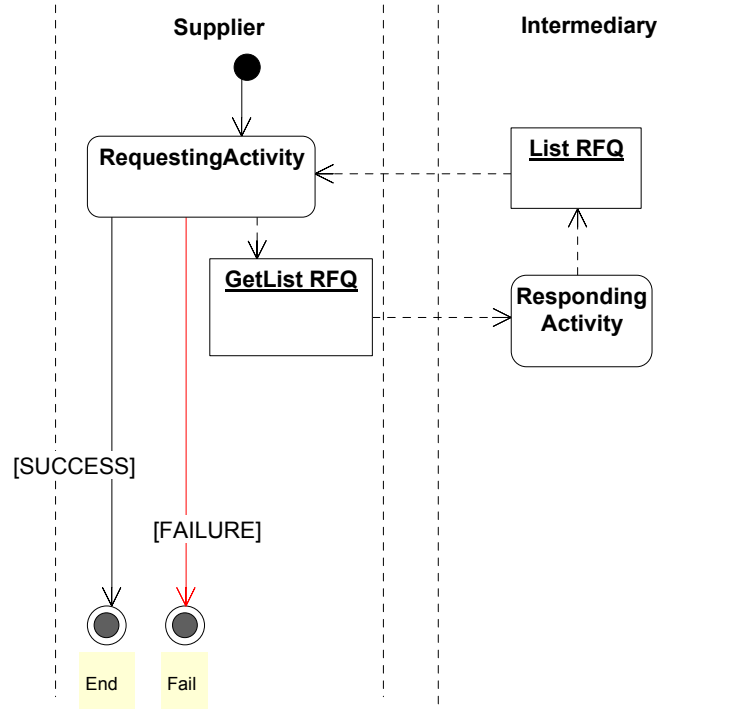 Supplier
Intermediary
RequestingActivity
List RFQ
GetList RFQ
Responding
Activity
[SUCCESS]
[FAILURE]
End
Fail